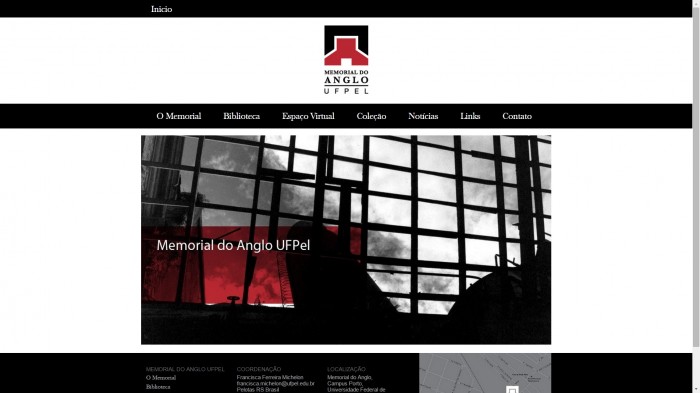 Início
MEMORIAL DO
ANGLO
UFPEL
O Memorial
Biblioteca
Espaço Virtual
Coleção
Notícias
Links
Contato
Memorial do Anglo UFPel
MEMORIAL DO ANGLO UFPEL
O Memorial
Biblioteca
COORDENAÇÃO
Francisca Ferreira Michelon
francisca.michelon@ufpel.edu.br
Pelotas RS Brasil
LOCALIZAÇÃO
Memorial do Anglo,
Campus Porto,
Universidade Federal de